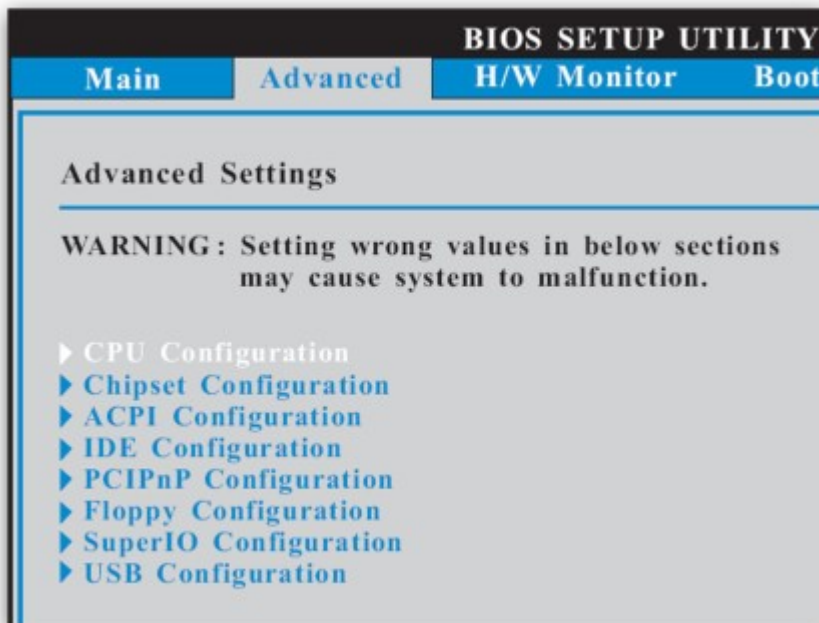 BIOS SETUP UTILITY
Main Advanced H/W Monitor Boot
Advanced Settings
WARNING : Setting wrong values in below sections
may cause system to malfunction.
CPU Configuration
Chipset Configuration
ACPI Configuration
IDE Configuration
PCIPnP Configuration
Floppy Configuration
SuperIO Configuration
USB Configuration